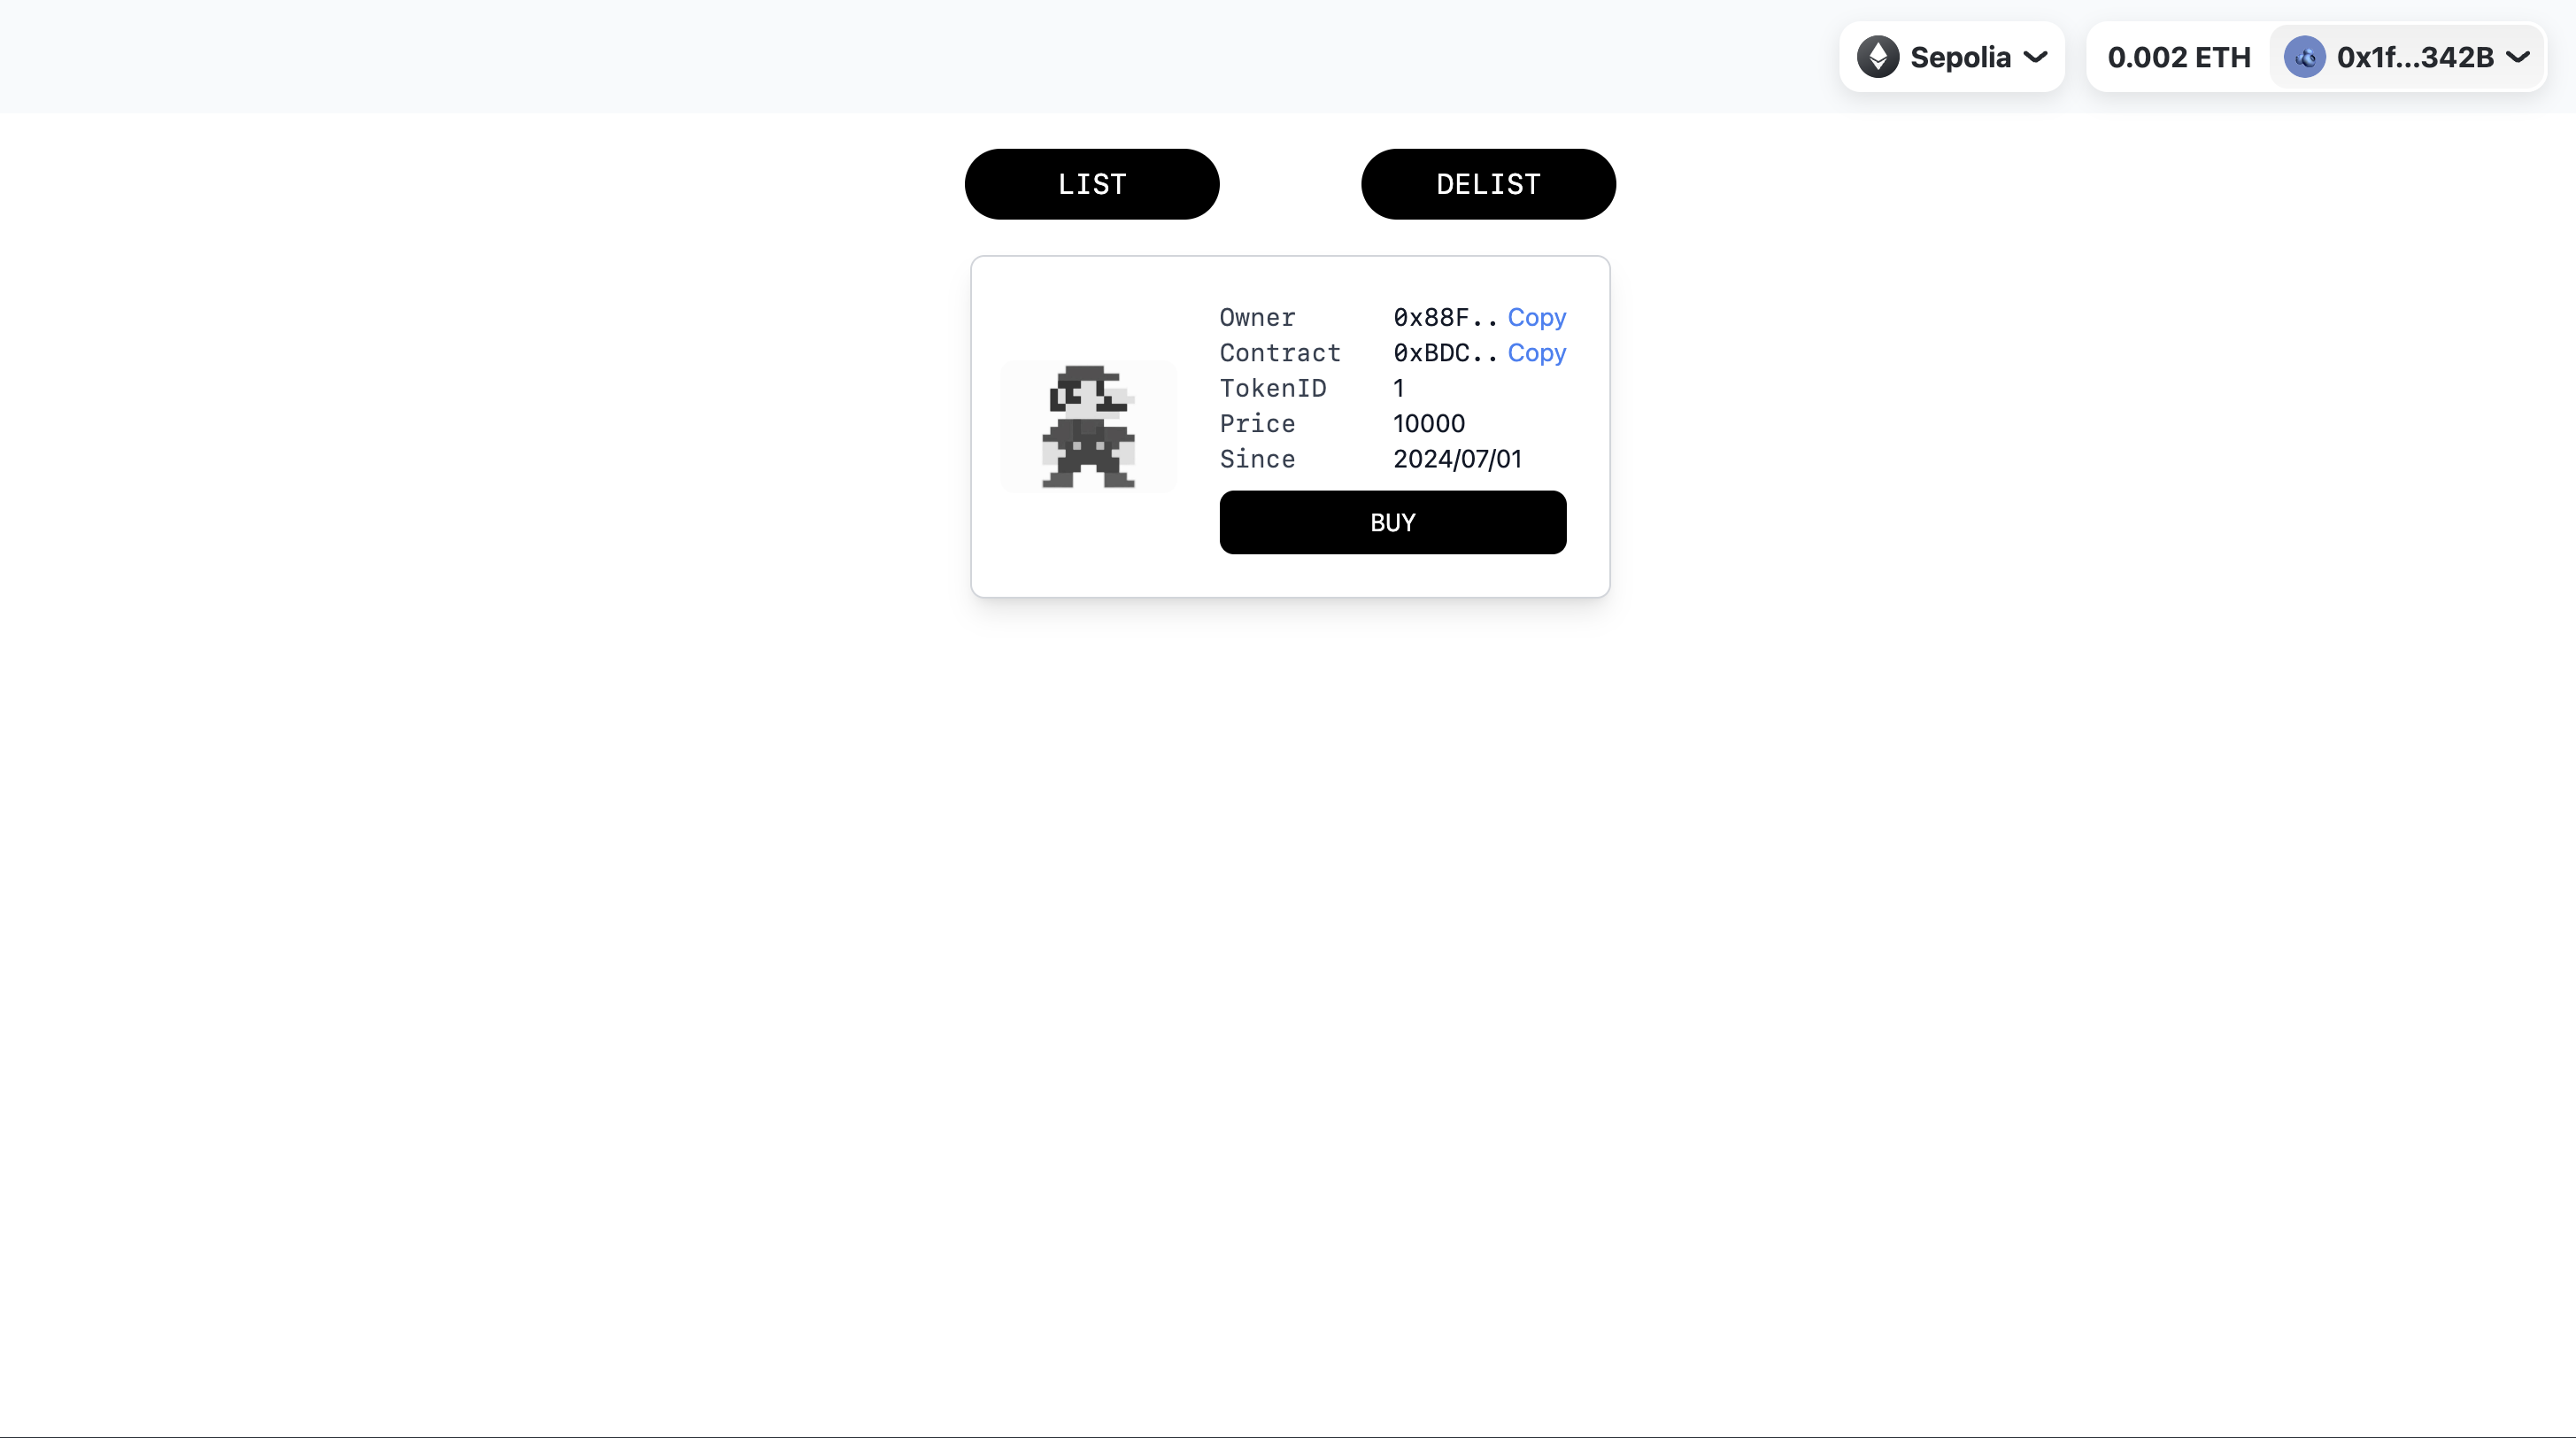 Sepolia 0.002 ETH 0x1f...342B
LIST DELIST
Owner 0x88F.. Copy
Contract 0xBDC.. Copy
TokenID 1
Price 10000
Since 2024/07/01
BUY